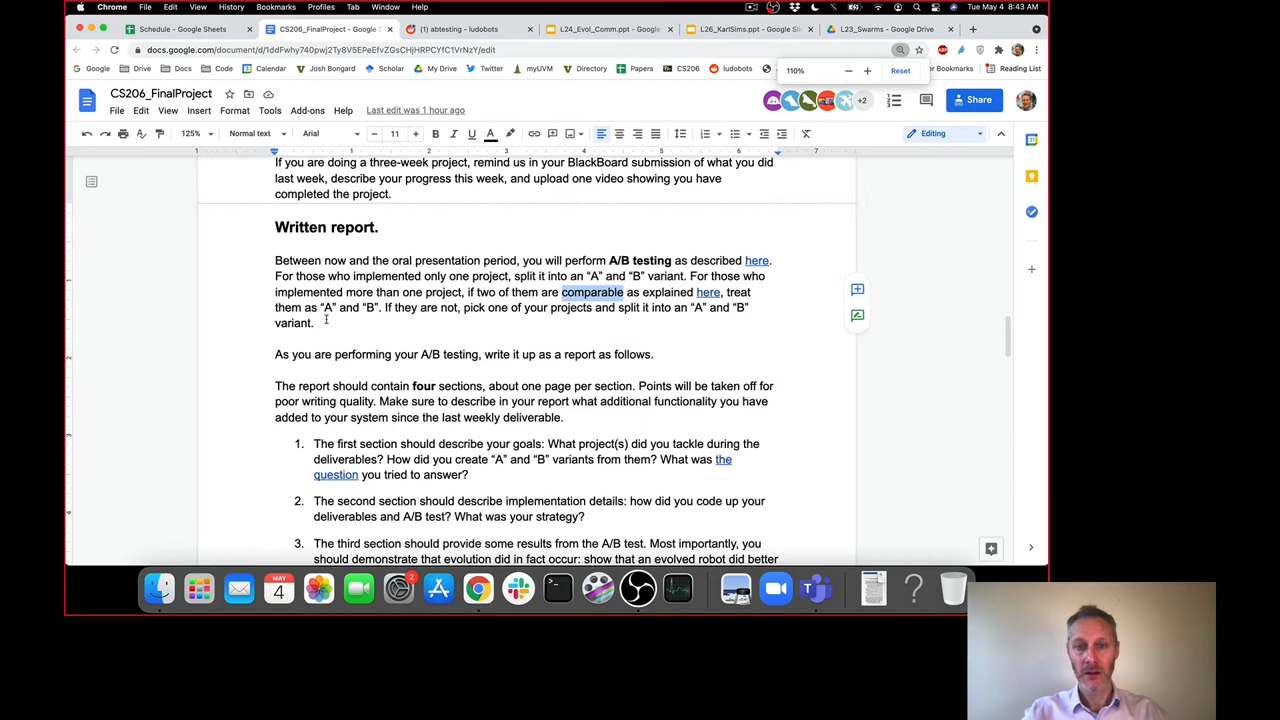 Chrome File Edit View History Bookmarks Profiles Tab Window Help Tue May 4 8:43 AM
Schedule - Google Sheets
CS206_FinalProject - Google
(1) abtesting - ludobots
L24_Evol_Comm.ppt - Google
L26_KarlSims.ppt - Google
L23_Swarms - Google Drive
docs.google.com/document/d/1ddFwhy740pwj2Ty8V5EPeEfvZGsCHjHRPCYfC1VrNzY/edit
Google Drive Calendar Josh Bongard Schedule My Drive Twitter myUVM Directory Papers CS206 ludobots
Bookmarks Reading List
110% Reset
CS206_FinalProject
File Edit View Insert Format Tools Add-ons Help Last edit was 1 hour ago
+2 Share
125% Normal text Arial 11 B I U A Editing
1 1 2 3 4 5 6 7
If you are doing a three-week project, remind us in your BlackBoard submission of what you did
last week, describe your progress this week, and upload one video showing you have
completed the project.
Written report.
Between now and the oral presentation period, you will perform A/B testing as described here.
For those who implemented only one project, split it into an “A” and “B” variant. For those who
implemented more than one project, if two of them are comparable as explained here, treat
them as “A” and “B”. If they are not, pick one of your projects and split it into an “A” and “B”
variant.
As you are performing your A/B testing, write it up as a report as follows.
The report should contain four sections, about one page per section. Points will be taken off for
poor writing quality. Make sure to describe in your report what additional functionality you have
added to your system since the last weekly deliverable.
1. The first section should describe your goals: What project(s) did you tackle during the
deliverables? How did you create “A” and “B” variants from them? What was the
question you tried to answer?
2. The second section should describe implementation details: how did you code up your
deliverables and A/B test? What was your strategy?
3. The third section should provide some results from the A/B test. Most importantly, you
should demonstrate that evolution did in fact occur: show that an evolved robot did better
MAY
4
2